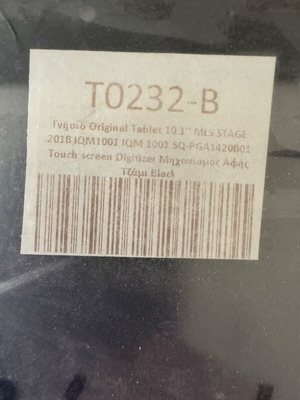 T0232-B
Γνήσιο Original Tablet 10.1'' MLS STAGE
2018 IQM1001 IQM 1001 SQ-PGA1420B01
Touch screen Digitizer Μηχανισμός Αφής
Τζάμι Black